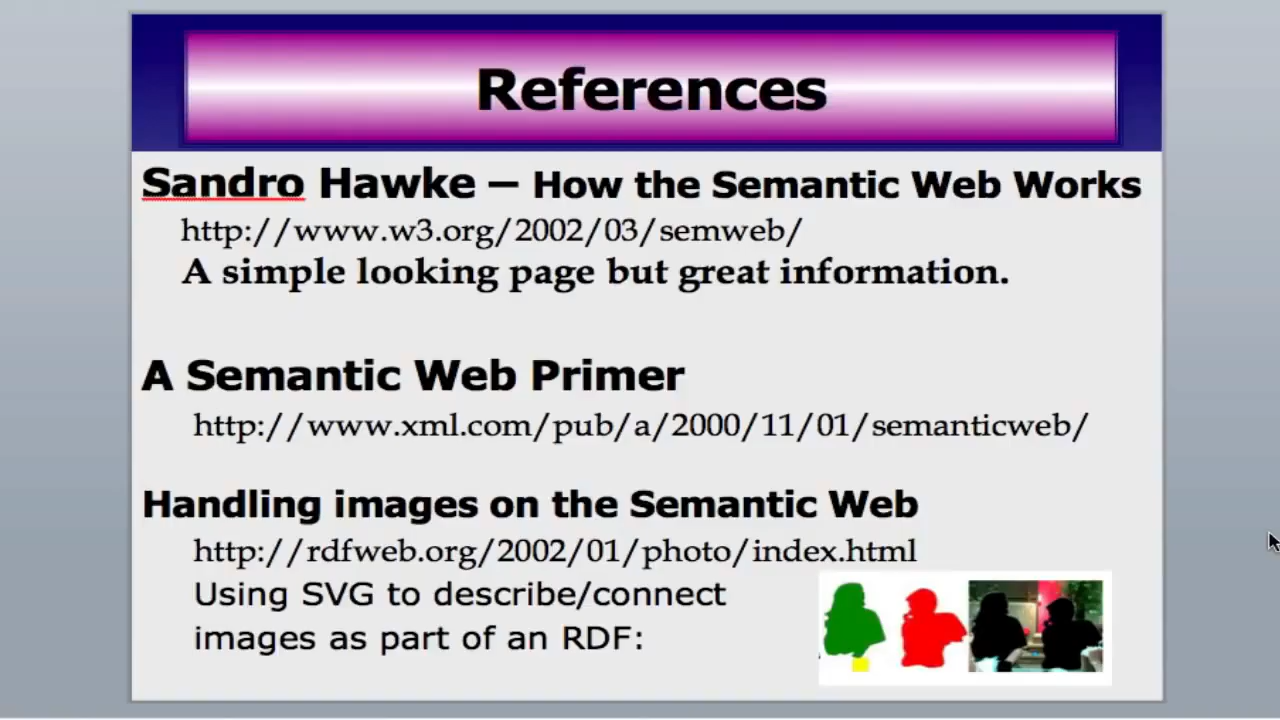 References
Sandro Hawke – How the Semantic Web Works
http://www.w3.org/2002/03/semweb/
A simple looking page but great information.
A Semantic Web Primer
http://www.xml.com/pub/a/2000/11/01/semanticweb/
Handling images on the Semantic Web
http://rdfweb.org/2002/01/photo/index.html
Using SVG to describe/connect
images as part of an RDF: